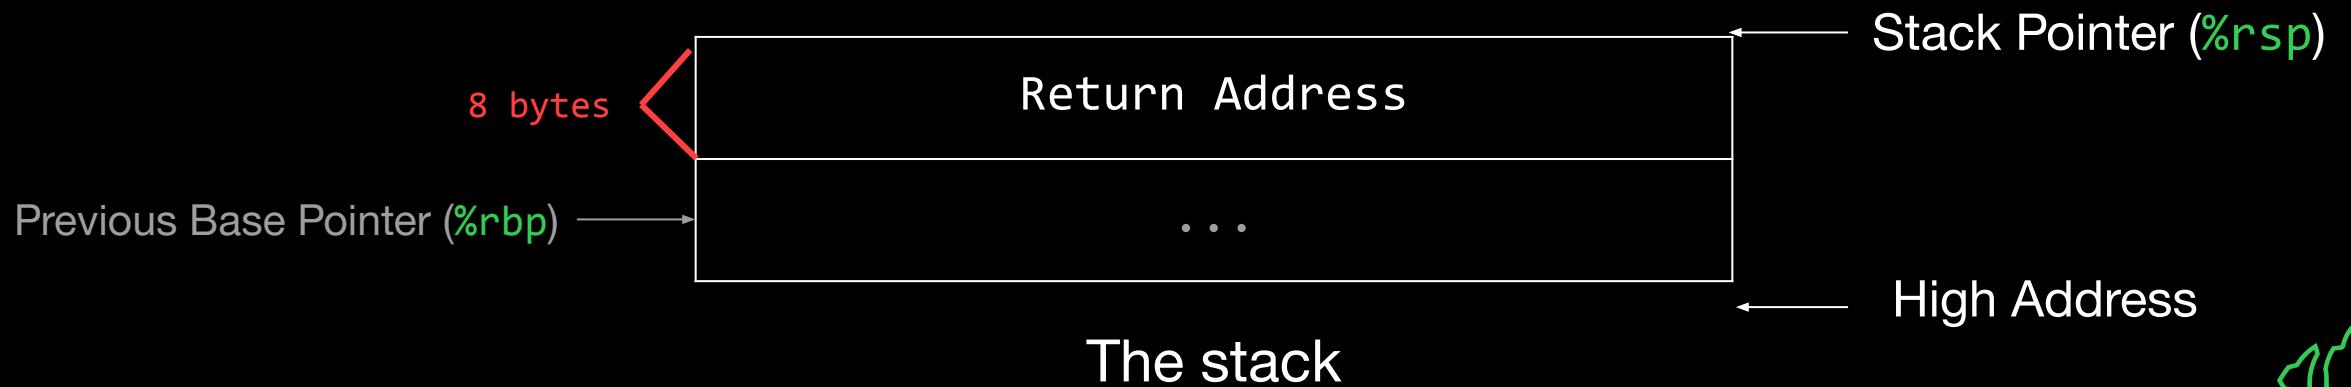 Stack Pointer (%rsp)
Return Address
8 bytes
Previous Base Pointer (%rbp)
...
High Address
The stack